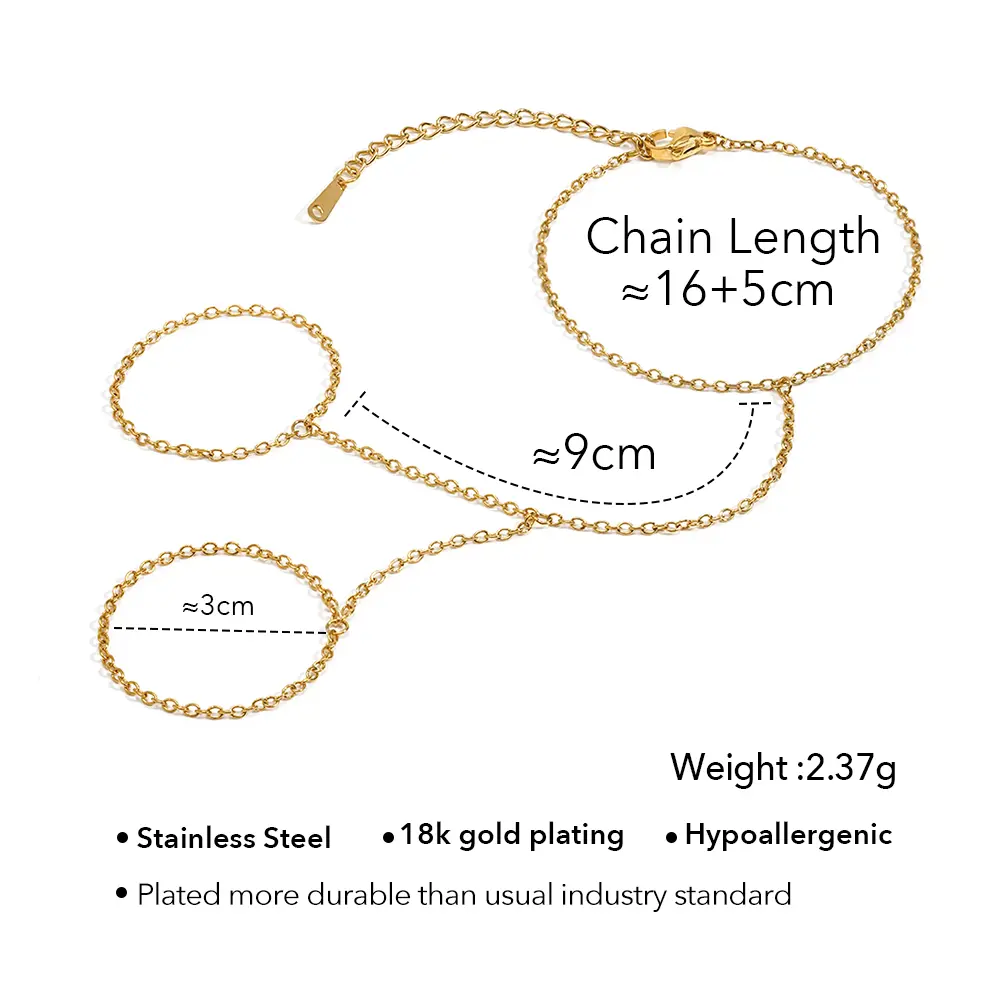 Chain Length
≈16+5cm
≈9cm
≈3cm
Weight :2.37g
• Stainless Steel • 18k gold plating • Hypoallergenic
• Plated more durable than usual industry standard